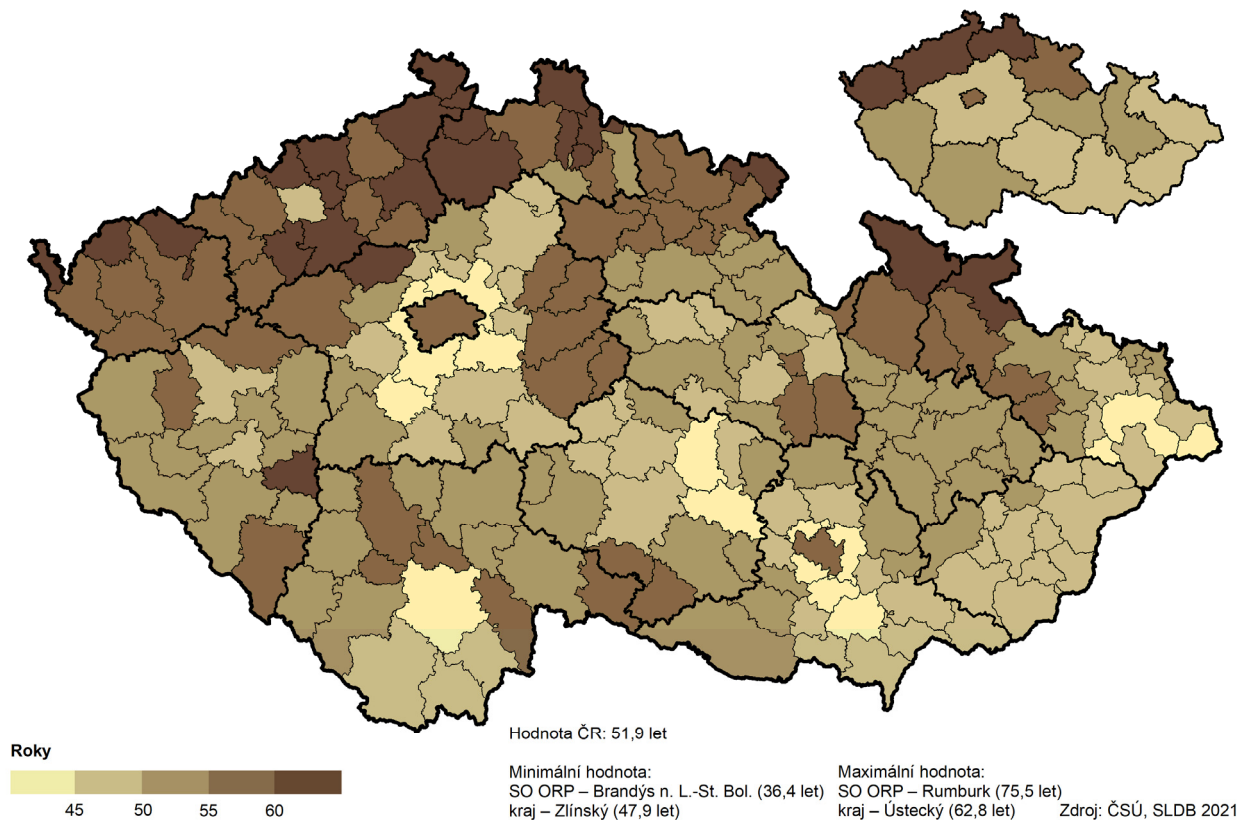 Hodnota ČR: 51,9 let
Roky
45 50 55 60
Minimální hodnota:
SO ORP – Brandýs n. L.-St. Bol. (36,4 let)
kraj – Zlínský (47,9 let)
Maximální hodnota:
SO ORP – Rumburk (75,5 let)
kraj – Ústecký (62,8 let)
Zdroj: ČSÚ, SLDB 2021